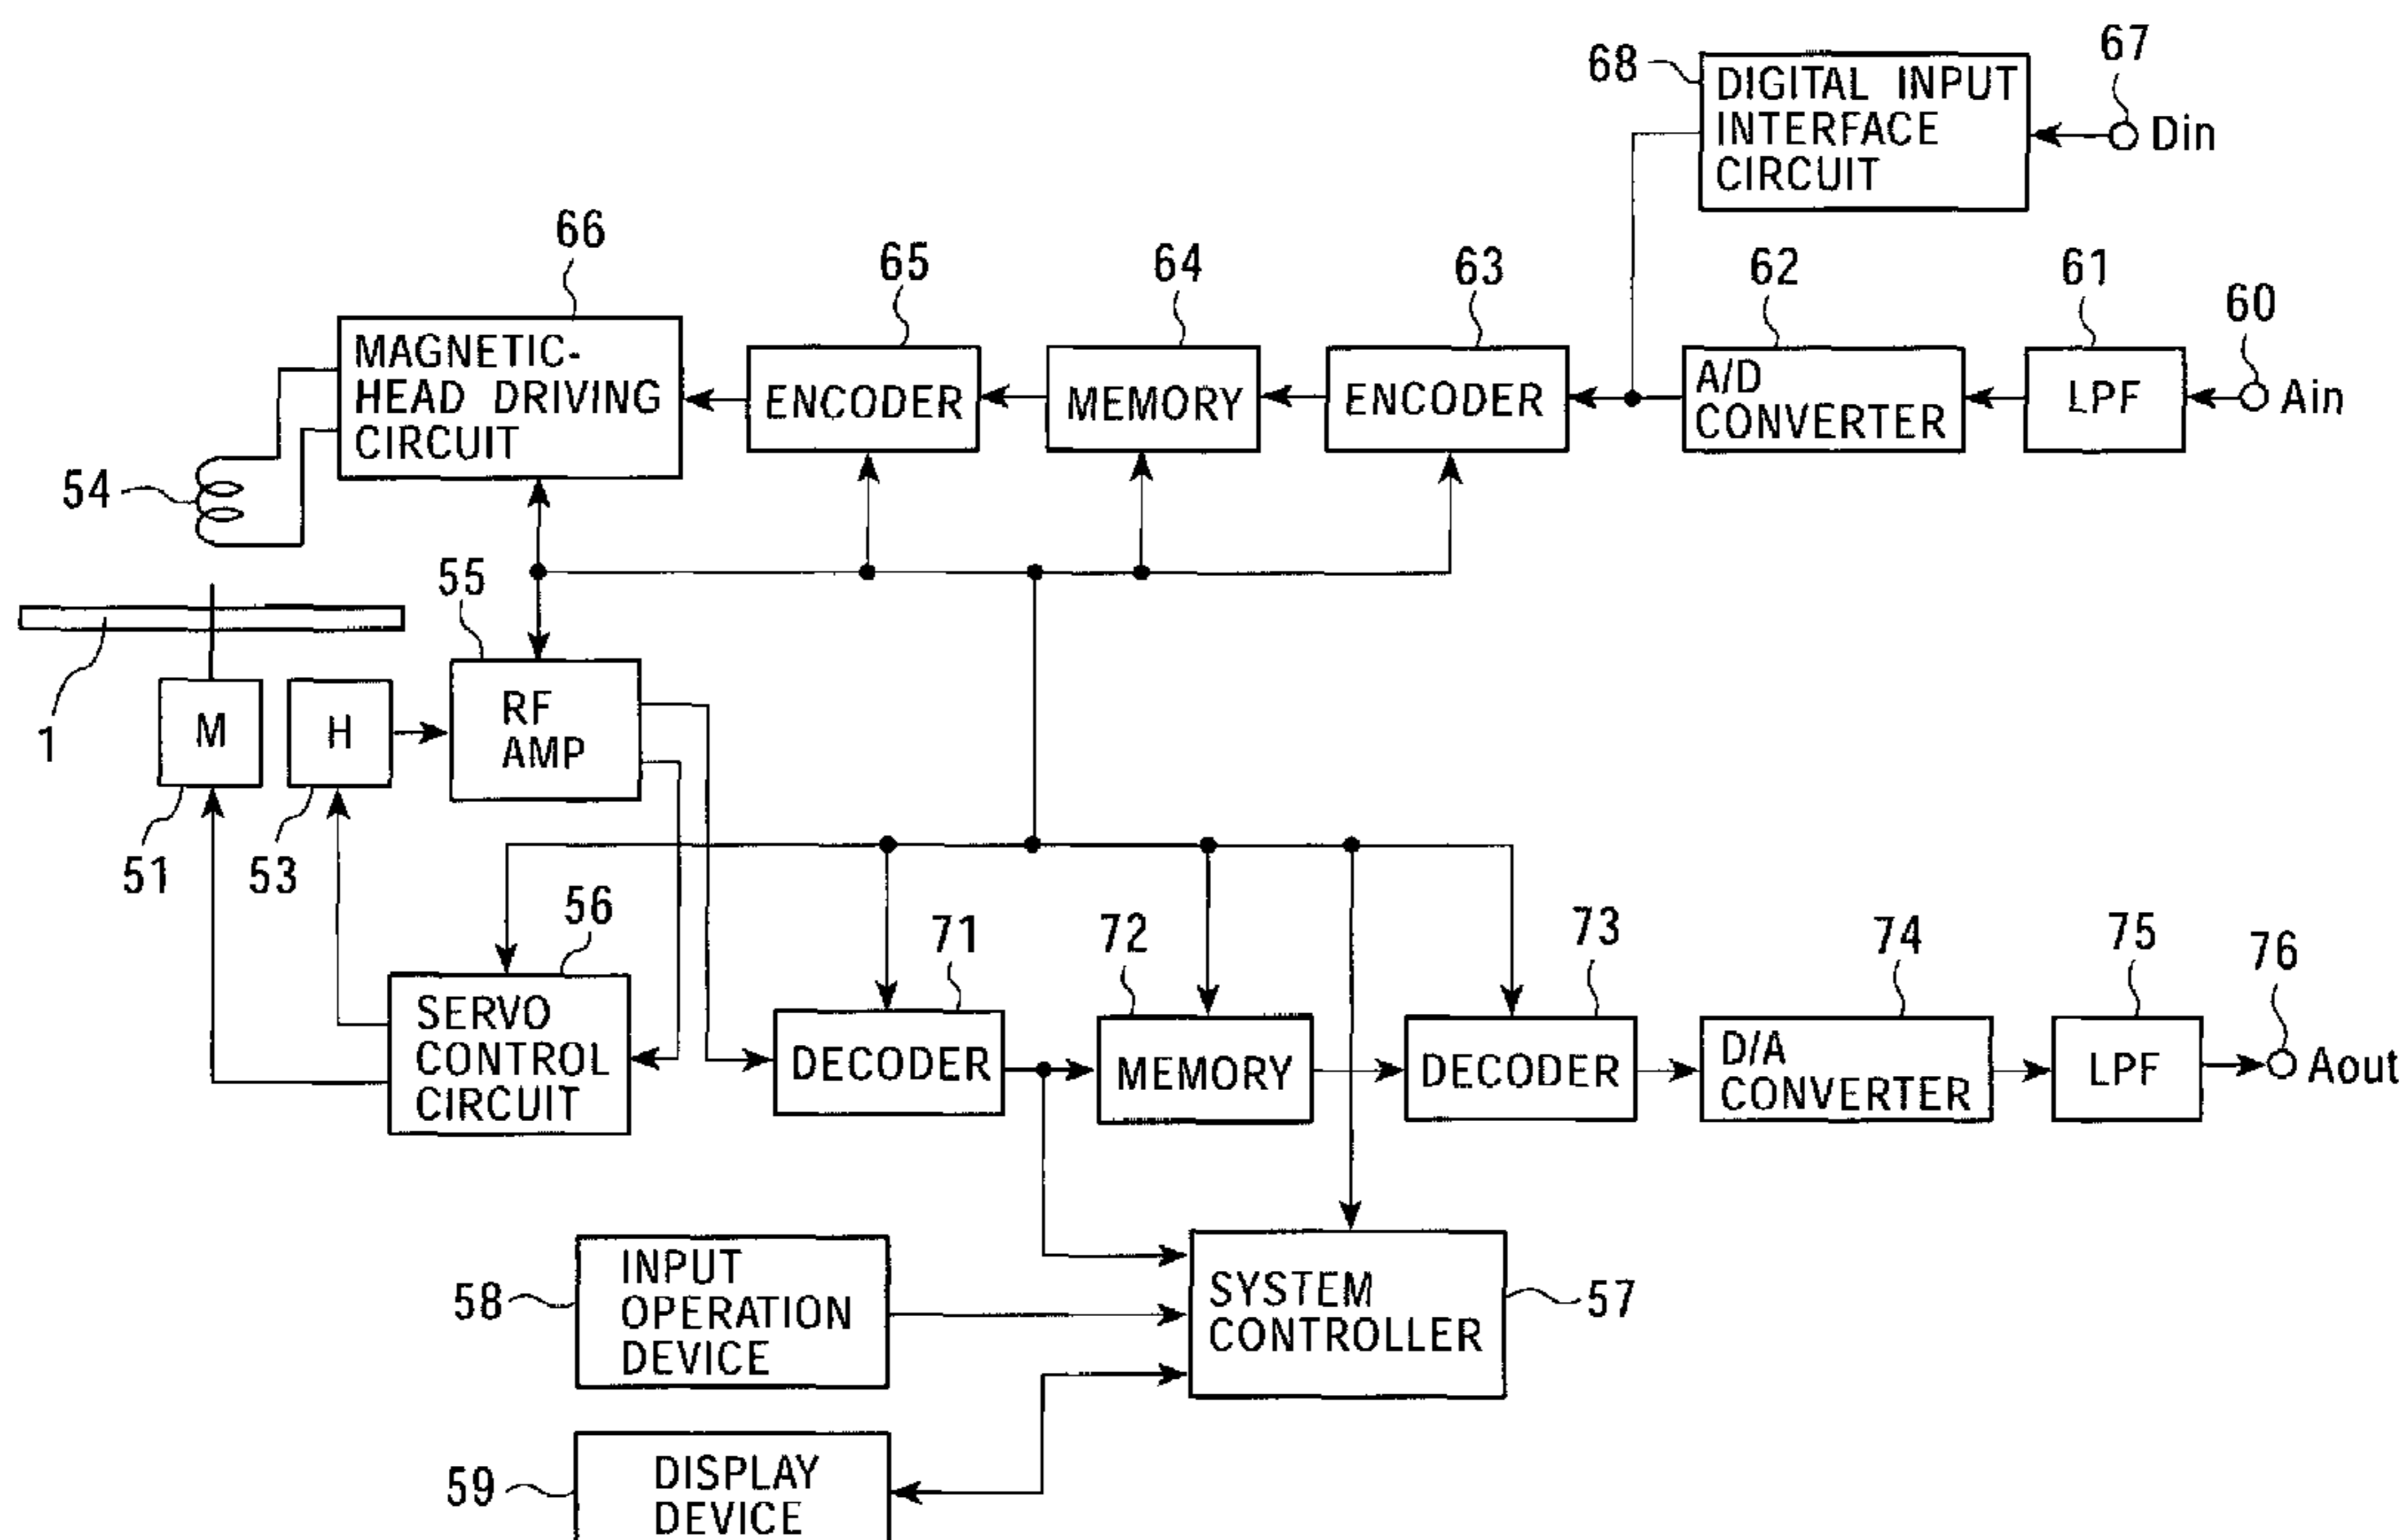 67
68
DIGITAL INPUT
INTERFACE
CIRCUIT
Din
66
65
64
63
62
61
60
MAGNETIC-
HEAD DRIVING
CIRCUIT
ENCODER
MEMORY
ENCODER
A/D
CONVERTER
LPF
Ain
54
55
1
M
H
RF
AMP
51
53
56
71
72
73
74
75
76
SERVO
CONTROL
CIRCUIT
DECODER
MEMORY
DECODER
D/A
CONVERTER
LPF
Aout
58
INPUT
OPERATION
DEVICE
SYSTEM
CONTROLLER
57
59
DISPLAY
DEVICE